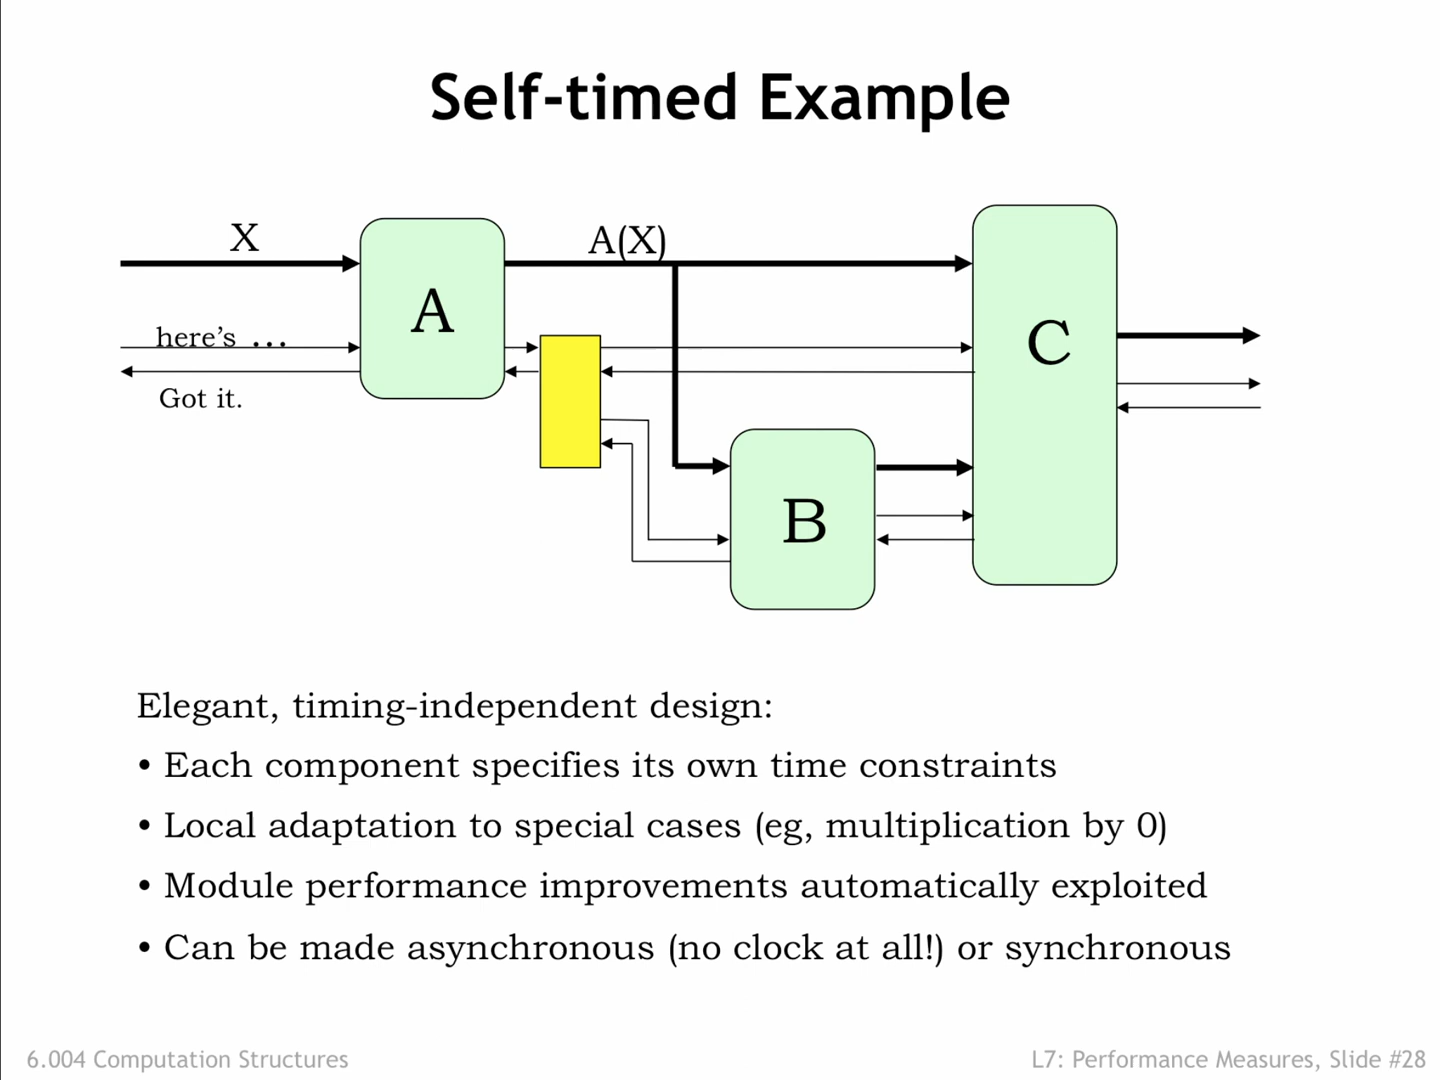 Self-timed Example
X
A(X)
A
C
here’s …
Got it.
B
Elegant, timing-independent design:
• Each component specifies its own time constraints
• Local adaptation to special cases (eg, multiplication by 0)
• Module performance improvements automatically exploited
• Can be made asynchronous (no clock at all!) or synchronous
6.004 Computation Structures
L7: Performance Measures, Slide #28